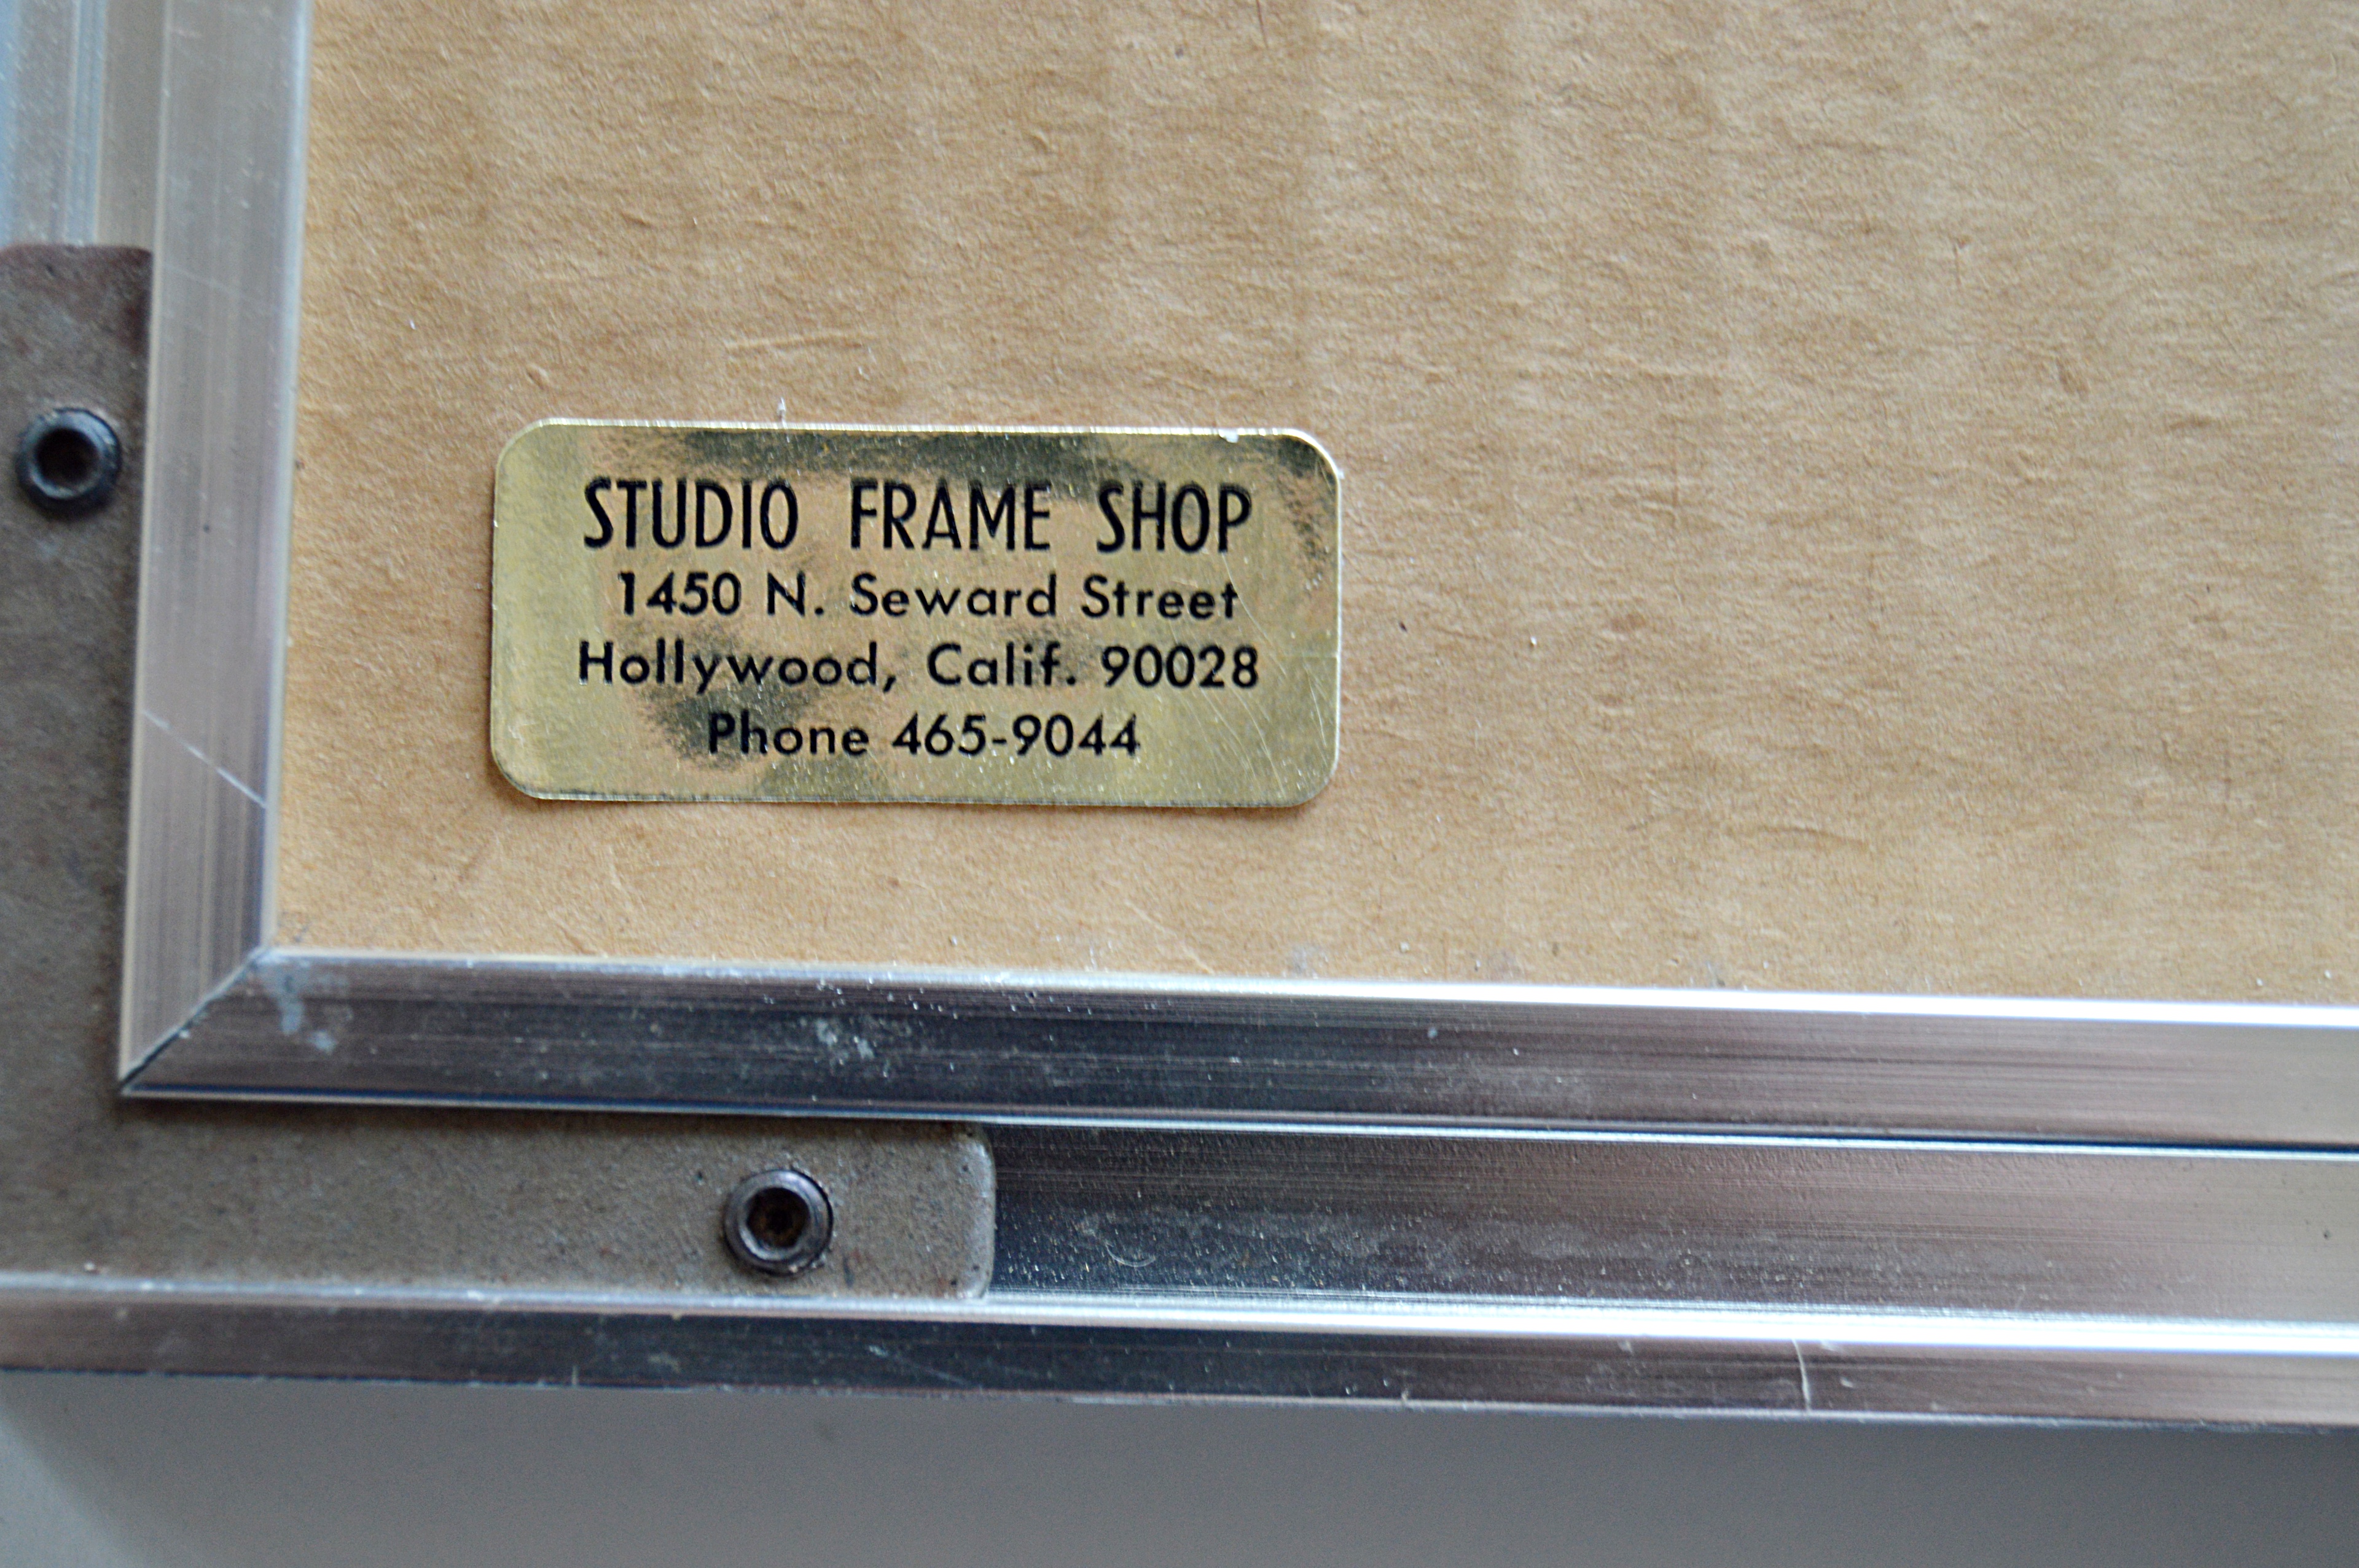 STUDIO FRAME SHOP
1450 N. Seward Street
Hollywood, Calif. 90028
Phone 465-9044